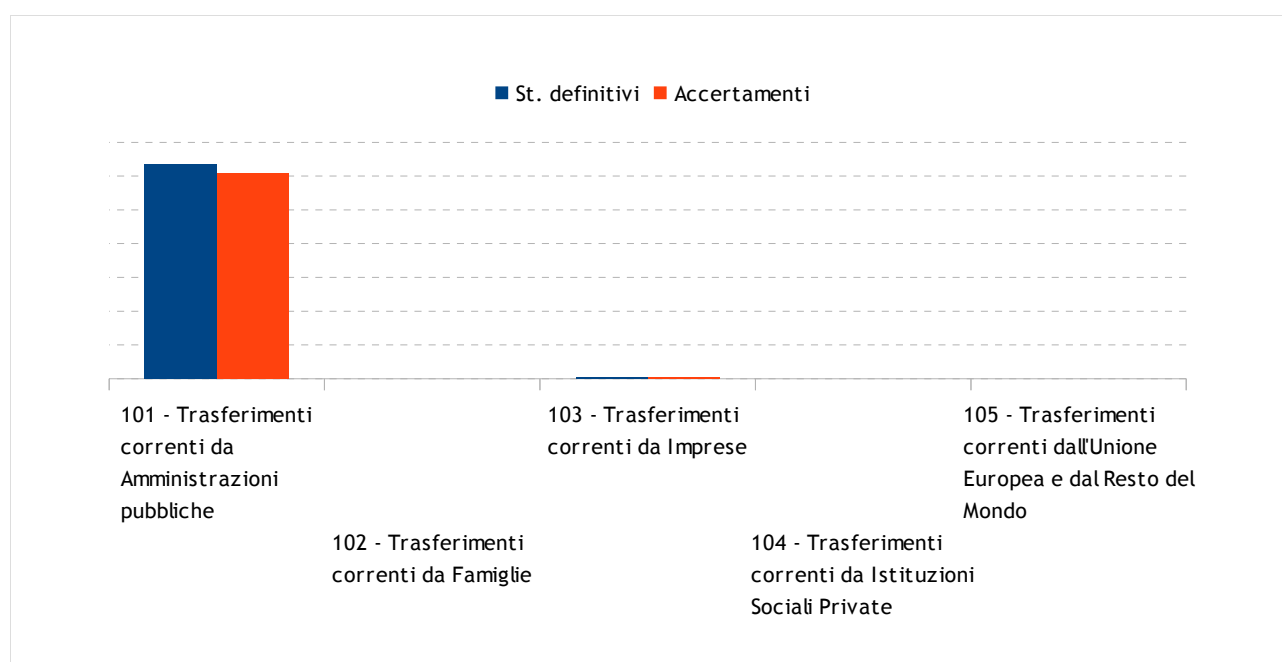 St. definitivi Accertamenti
101 - Trasferimenti
correnti da
Amministrazioni
pubbliche
102 - Trasferimenti
correnti da Famiglie
103 - Trasferimenti
correnti da Imprese
104 - Trasferimenti
correnti da Istituzioni
Sociali Private
105 - Trasferimenti
correnti dall'Unione
Europea e dal Resto del
Mondo